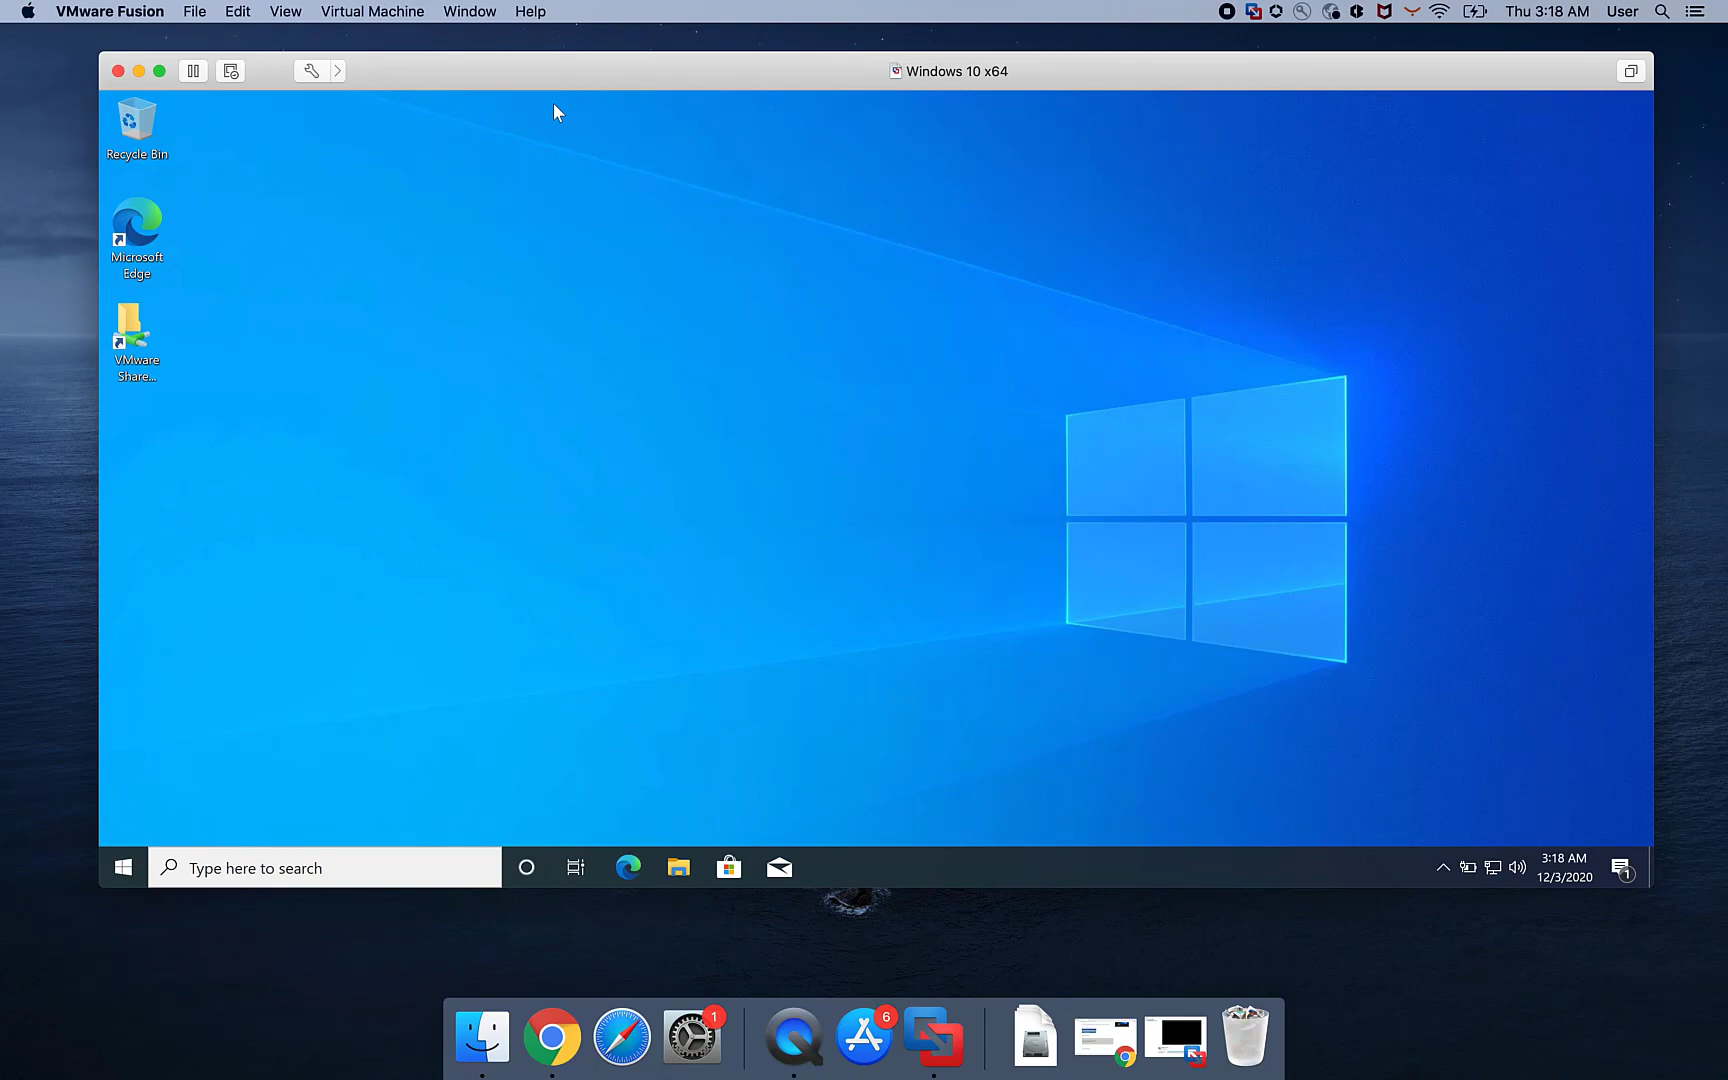 VMware Fusion File Edit View Virtual Machine Window Help Thu 3:18 AM User
Windows 10 x64
Recycle Bin
Microsoft
Edge
VMware
Share...
Type here to search
3:18 AM
12/3/2020
1
1
6